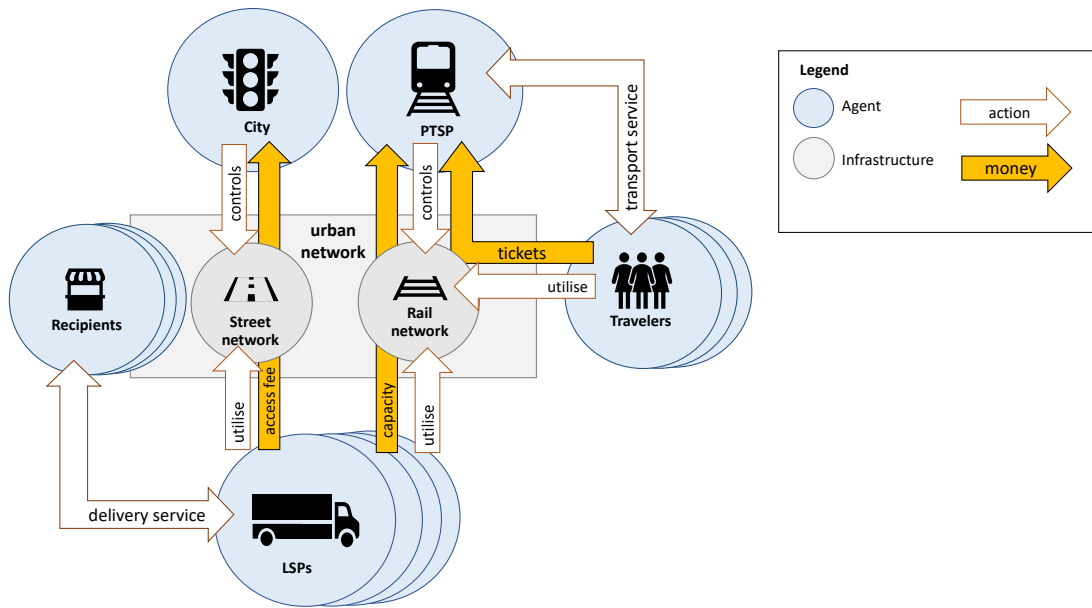 Legend
Agent
action
Infrastructure
money
City
PTSP
transport service
controls
controls
urban
network
tickets
utilise
Recipients
Street
network
Rail
network
Travelers
utilise
access fee
capacity
utilise
delivery service
LSPs